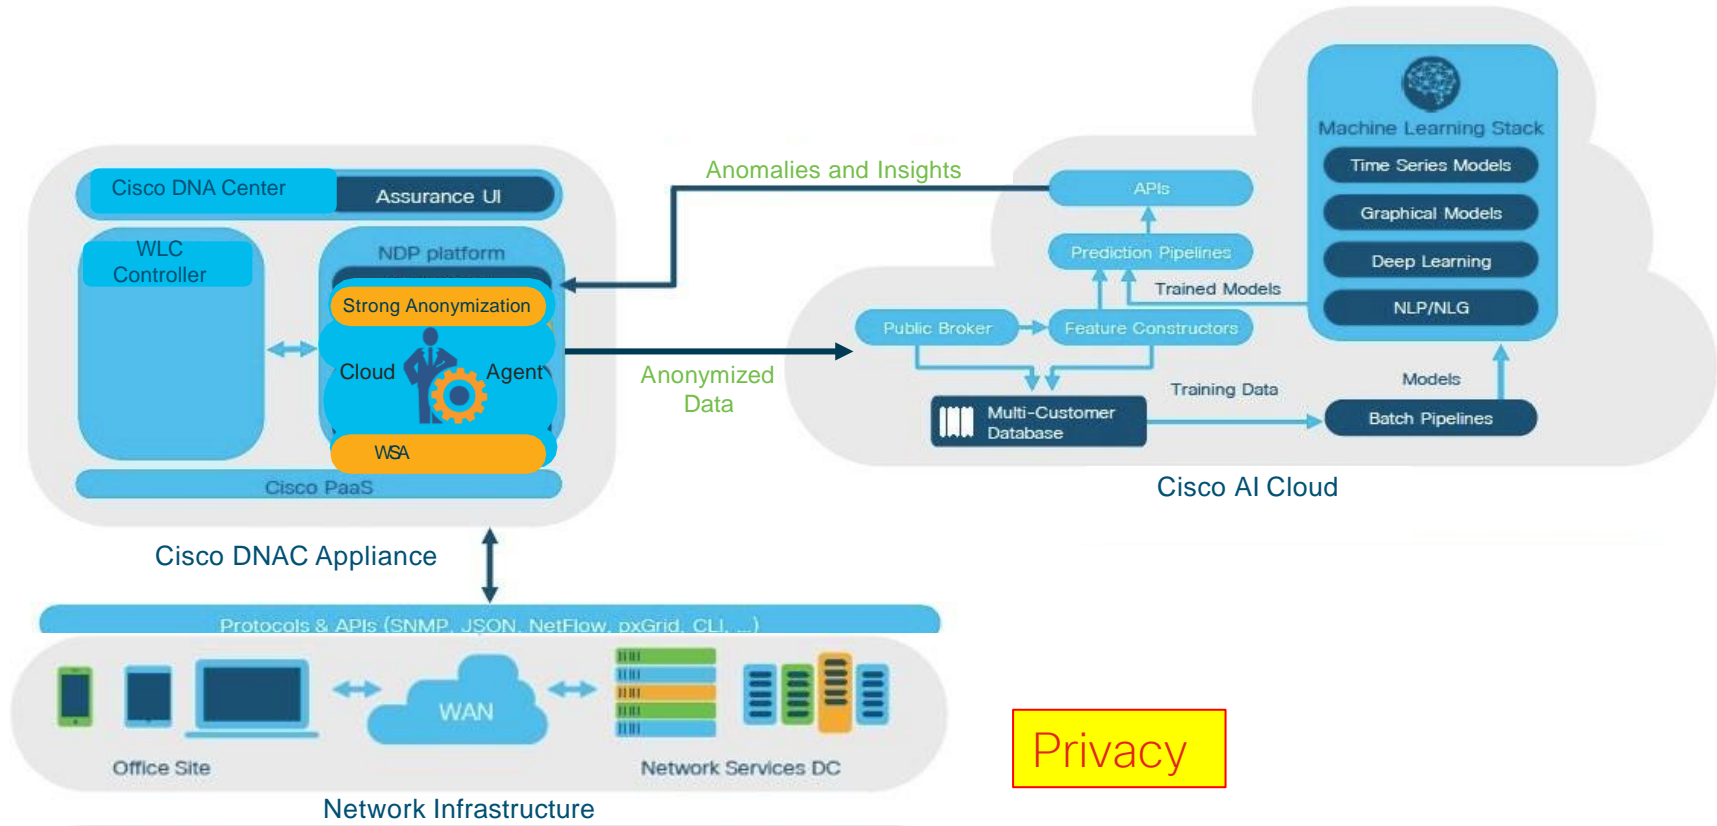 Machine Learning Stack
Time Series Models
Graphical Models
Deep Learning
NLP/NLG
Anomalies and Insights
APIs
Cisco DNA Center
Assurance UI
WLC
Controller
NDP platform
Prediction Pipelines
Trained Models
Strong Anonymization
Public Broker
Feature Constructors
Cloud
Agent
Anonymized
Data
Training Data
Models
Multi-Customer
Database
Batch Pipelines
WSA
Cisco PaaS
Cisco AI Cloud
Cisco DNAC Appliance
Protocols & APIs (SNMP, JSON, NetFlow, pxGrid, CLI, ...)
WAN
Office Site
Network Services DC
Privacy
Network Infrastructure